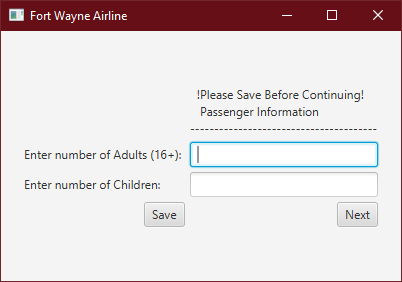 Fort Wayne Airline
!Please Save Before Continuing!
Passenger Information
------------------------------------
Enter number of Adults (16+):
Enter number of Children:
Save Next